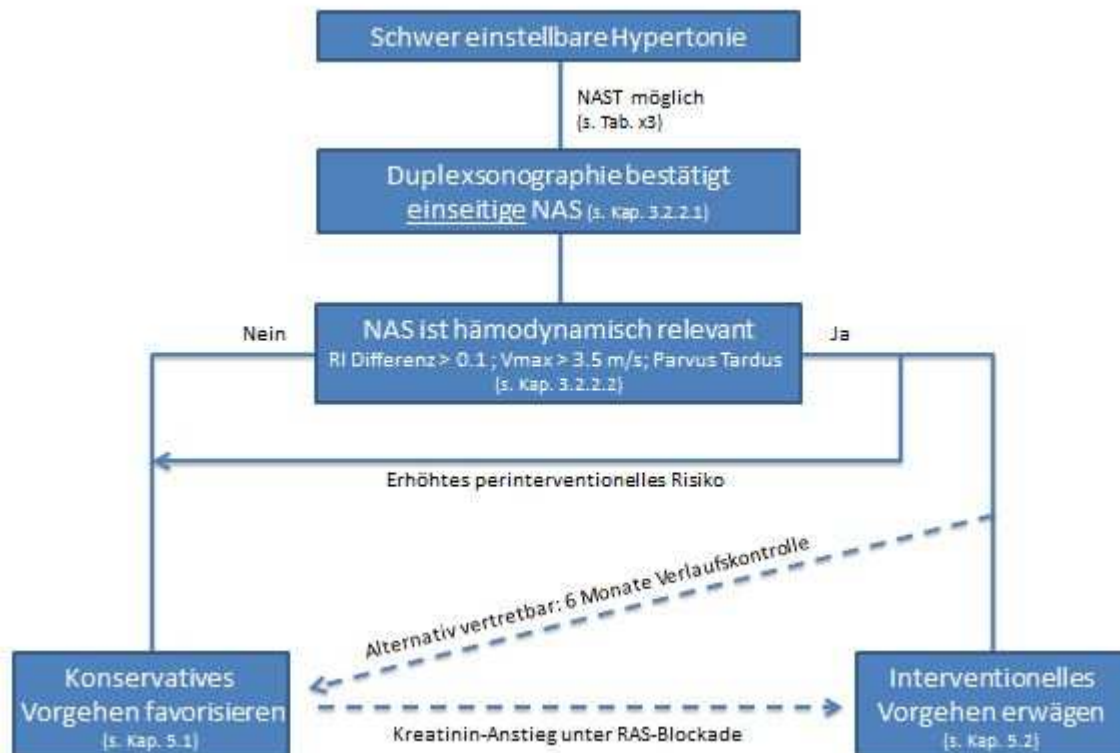 Schwer einstellbare Hypertonie
NAST möglich
(s. Tab. x3)
Duplexsonographie bestätigt
einseitige NAS (s. Kap. 3.2.2.1)
Nein
NAS ist hämodynamisch relevant
Ja
RI Differenz > 0.1 ; Vmax > 3.5 m/s; Parvus Tardus
(s. Kap. 3.2.2.2)
Erhöhtes perinterventionelles Risiko
Alternativ vertretbar: 6 Monate Verlaufskontrolle
Konservatives
Vorgehen favorisieren
(s. Kap. 5.1)
Kreatinin-Anstieg unter RAS-Blockade
Interventionelles
Vorgehen erwägen
(s. Kap. 5.2)